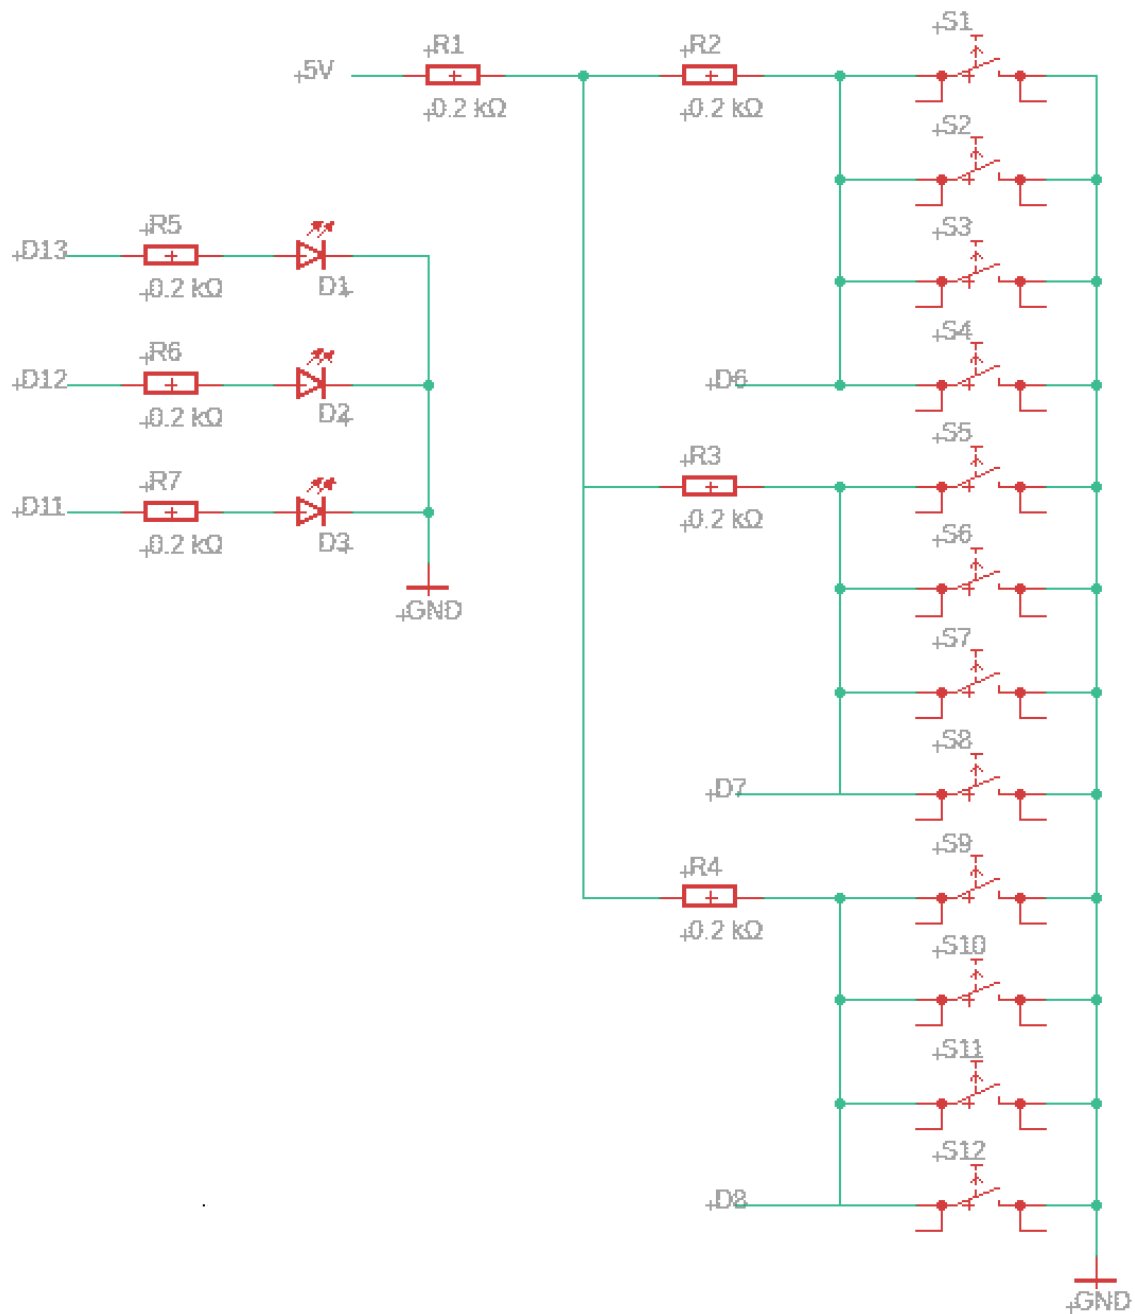 S1
R1
R2
5V
0.2 kΩ
0.2 kΩ
S2
R5
S3
D13
0.2 kΩ
D1
S4
R6
D12
D6
0.2 kΩ
D2
S5
R3
R7
D11
0.2 kΩ
0.2 kΩ
D3
S6
GND
S7
S8
D7
S9
R4
0.2 kΩ
S10
S11
S12
D8
GND